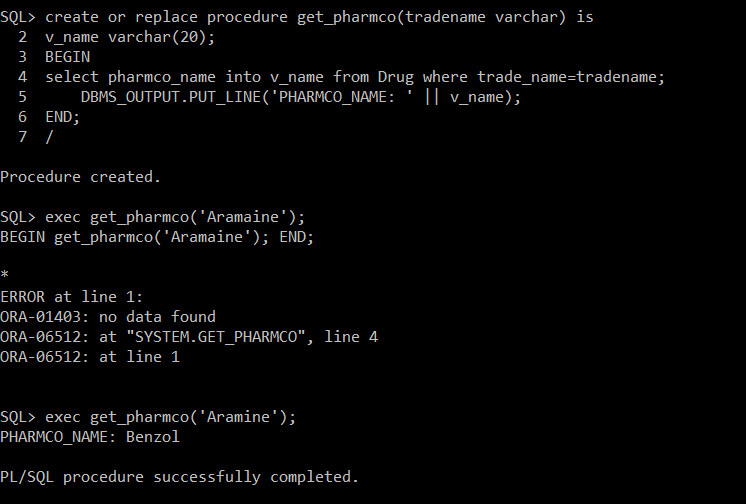 SQL> create or replace procedure get_pharmco(tradename varchar) is
  2  v_name varchar(20);
  3  BEGIN
  4  select pharmco_name into v_name from Drug where trade_name=tradename;
  5      DBMS_OUTPUT.PUT_LINE('PHARMCO_NAME: ' || v_name);
  6  END;
  7  /
Procedure created.
SQL> exec get_pharmco('Aramaine');
BEGIN get_pharmco('Aramaine'); END;
*
ERROR at line 1:
ORA-01403: no data found
ORA-06512: at "SYSTEM.GET_PHARMCO", line 4
ORA-06512: at line 1
SQL> exec get_pharmco('Aramine');
PHARMCO_NAME: Benzol
PL/SQL procedure successfully completed.